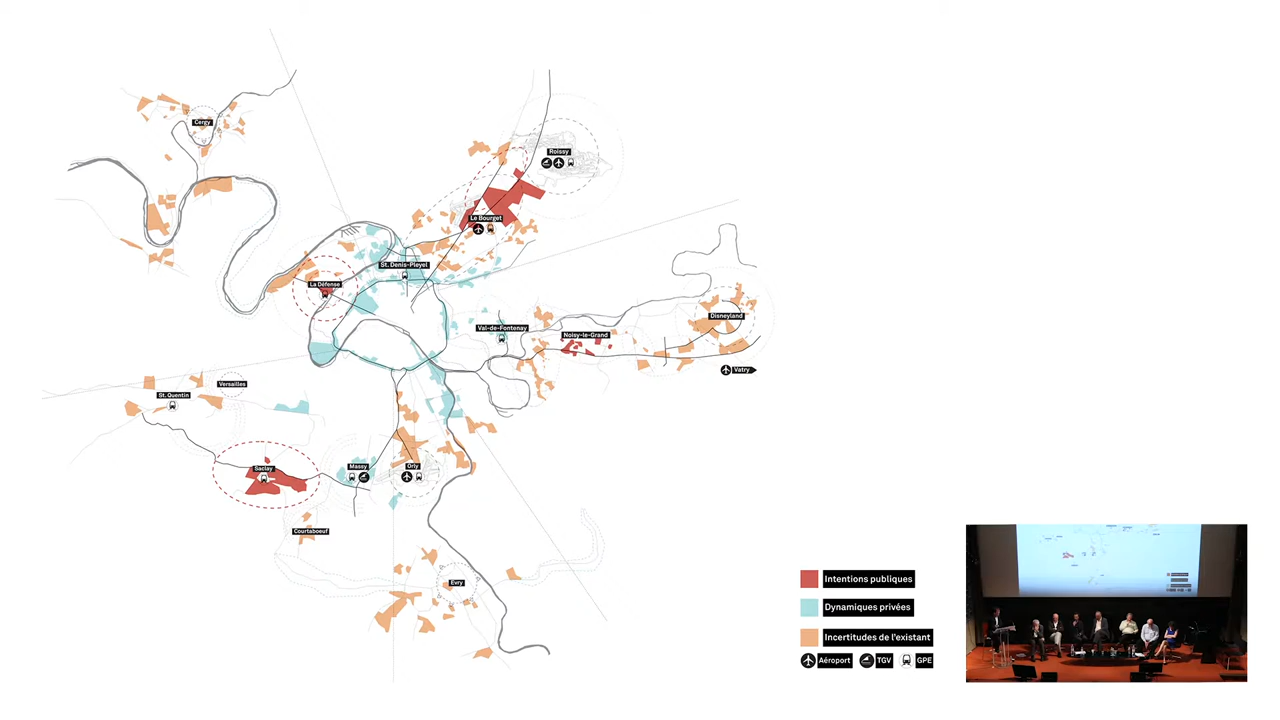 Cergy
Roissy
Le Bourget
St. Denis-Pleyel
La Défense
Disneyland
Val-de-Fontenay
Noisy-le-Grand
Vatry
Versailles
St. Quentin
Saclay
Massy
Orly
Courtaboeuf
Evry
Intentions publiques
Dynamiques privées
Incertitudes de l'existant
Aéroport
TGV
GPE